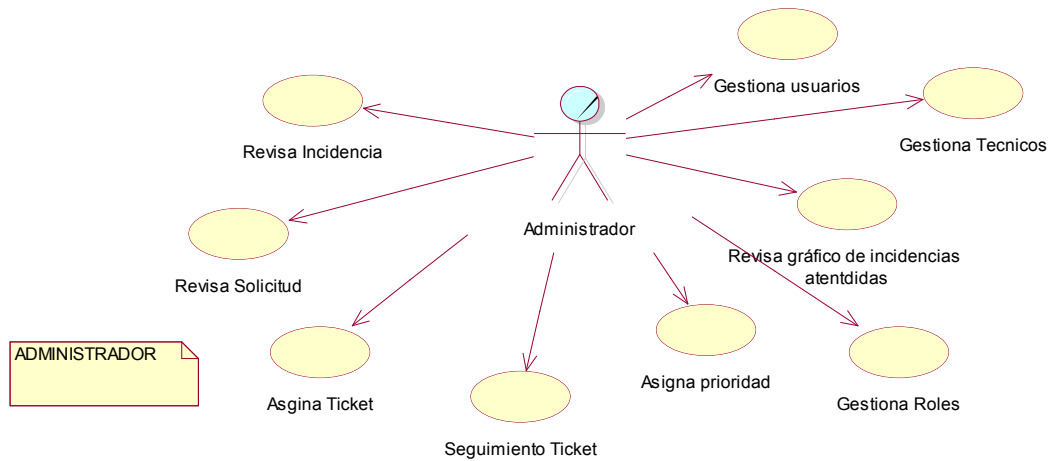 Gestiona usuarios
Gestiona Tecnicos
Revisa Incidencia
Administrador
Revisa gráfico de incidencias
atentdidas
Revisa Solicitud
ADMINISTRADOR
Asgina Ticket
Asigna prioridad
Gestiona Roles
Seguimiento Ticket